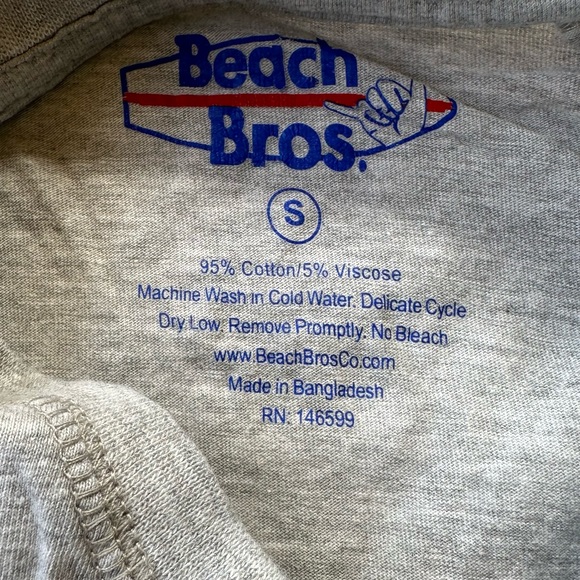 Beach
Bros.
S
95% Cotton/5% Viscose
Machine Wash in Cold Water. Delicate Cycle
Dry Low. Remove Promptly. No Bleach
www.BeachBrosCo.com
Made in Bangladesh
RN: 146599